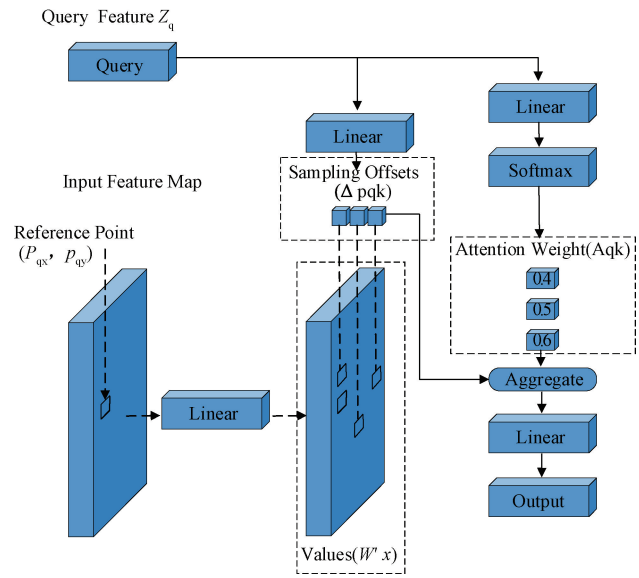 Query Feature Zq
Query
Linear
Linear
Sampling Offsets
(Δ pqk)
Softmax
Input Feature Map
Reference Point
(Pqx, pqy)
Attention Weight(Aqk)
0.4
0.5
0.6
Aggregate
Linear
Linear
Output
Values(W' x)